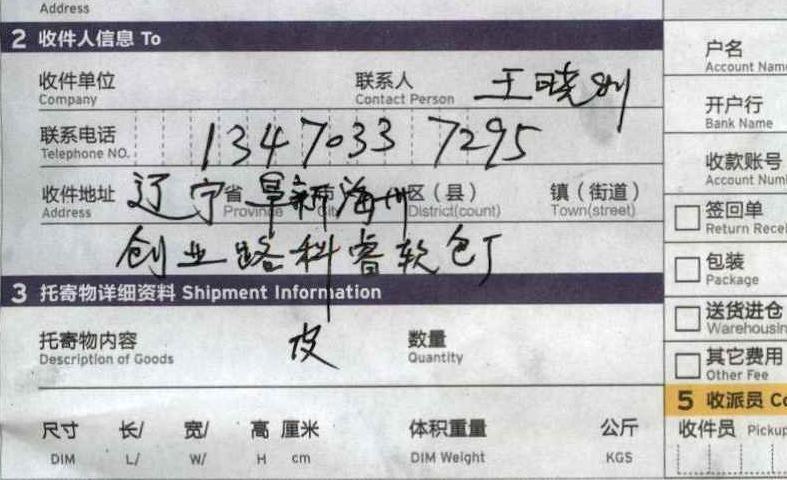 Address
2 收件人信息 To
收件单位 联系人 王晓训
Company Contact Person
联系电话 1347033 7295
Telephone NO.
收件地址 辽宁省 阜新 市 海州 区（县） 镇（街道）
Address Province City District(count) Town(street)
创业路科睿软包厂
3 托寄物详细资料 Shipment Information
托寄物内容 皮 数量
Description of Goods Quantity
尺寸 长/ 宽/ 高 厘米 体积重量 公斤
DIM L/ W/ H cm DIM Weight KGS
户名
Account Name
开户行
Bank Name
收款账号
Account Num
签回单
Return Recei
包装
Package
送货进仓
Warehousin
其它费用
Other Fee
5 收派员 Co
收件员 Pickup